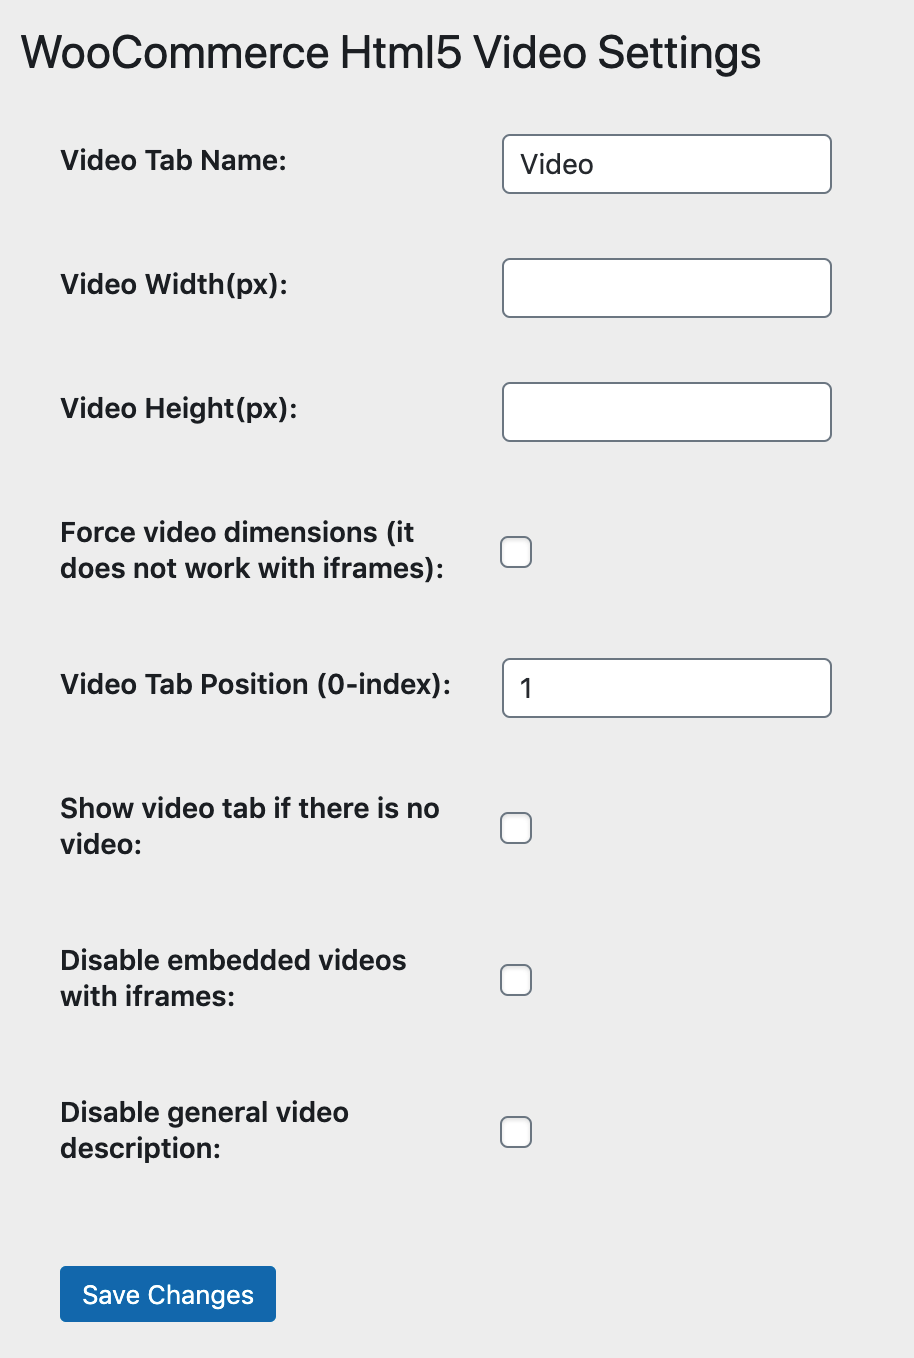 WooCommerce Html5 Video Settings
Video Tab Name:
Video
Video Width(px):
Video Height(px):
Force video dimensions (it
does not work with iframes):
Video Tab Position (0-index):
1
Show video tab if there is no
video:
Disable embedded videos
with iframes:
Disable general video
description:
Save Changes